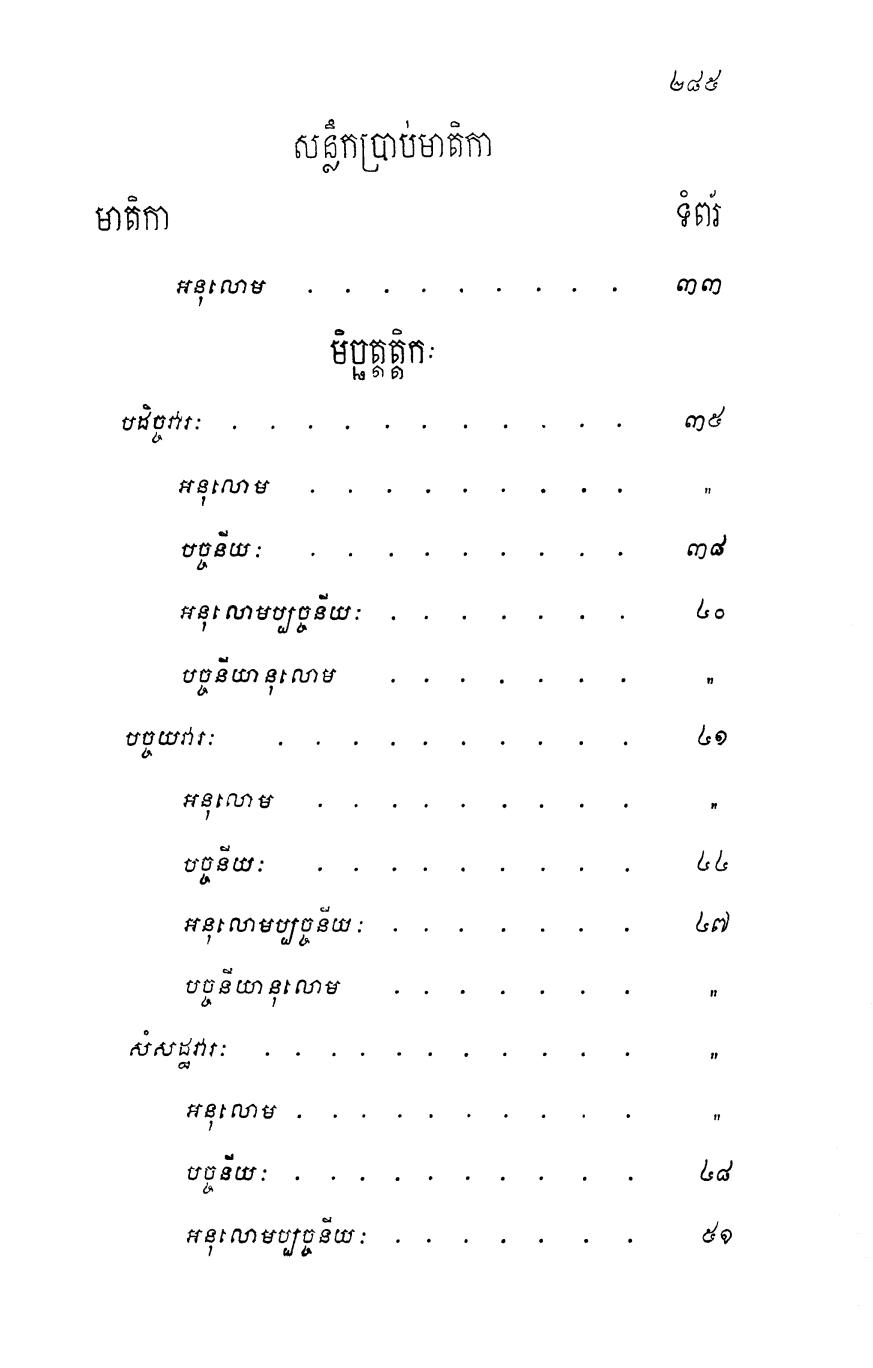 ២៨៥
សន្លឹកប្រាប់មាតិកា
មាតិកា ទំព័រ
អនុលោម . . . . . . . . . ៣៣
មិច្ឆត្តត្តិកៈ
បដិច្ចវារៈ . . . . . . . . . . . ៣៥
អនុលោម . . . . . . . . . "
បច្ចនីយៈ . . . . . . . . . ៣៨
អនុលោមប្បច្ចនីយៈ . . . . . . . ៤០
បច្ចនីយានុលោម . . . . . . . "
បច្ចយវារៈ . . . . . . . . . . ៤១
អនុលោម . . . . . . . . . "
បច្ចនីយៈ . . . . . . . . . ៤៤
អនុលោមប្បច្ចនីយៈ . . . . . . . ៤៧
បច្ចនីយានុលោម . . . . . . . "
សំសដ្ឋវារៈ . . . . . . . . . . . "
អនុលោម . . . . . . . . . . "
បច្ចនីយៈ . . . . . . . . . . ៤៨
អនុលោមប្បច្ចនីយៈ . . . . . . . ៥១